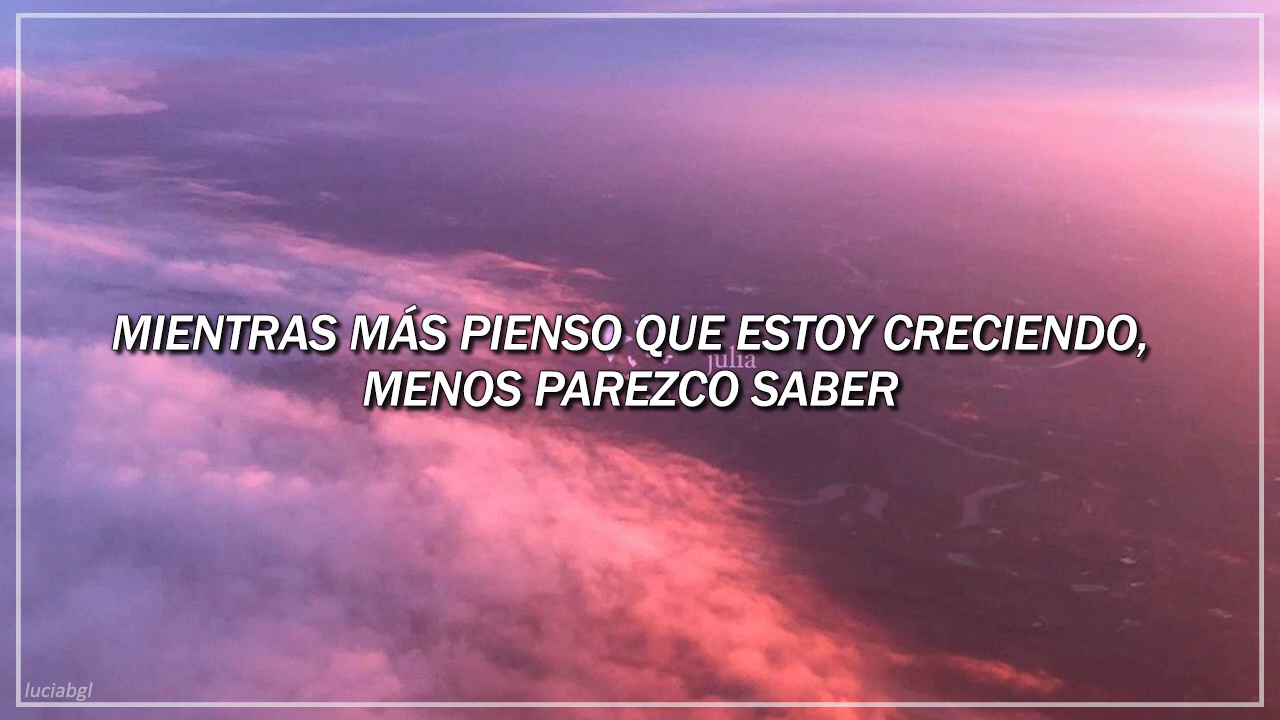 MIENTRAS MÁS PIENSO QUE ESTOY CRECIENDO,
julia
MENOS PAREZCO SABER
luciabgl